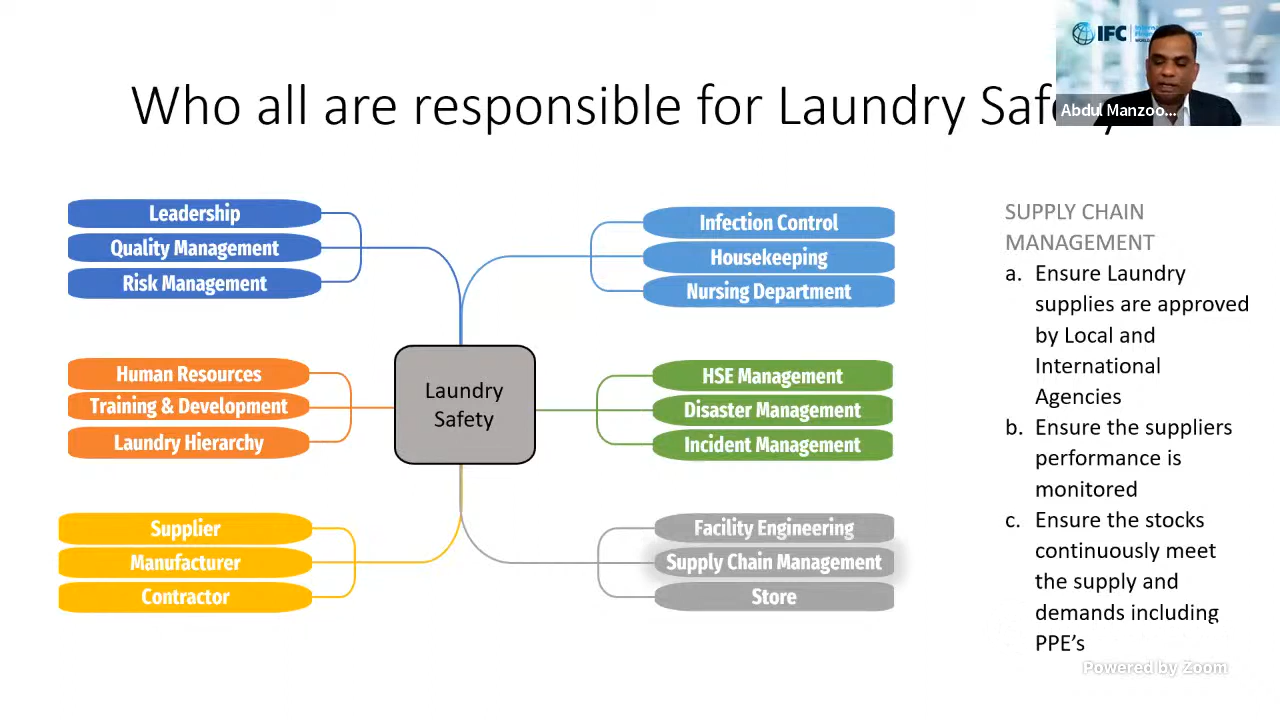 IFC
Abdul Manzoo...
Who all are responsible for Laundry Safety
Leadership
Quality Management
Risk Management
Infection Control
Housekeeping
Nursing Department
Human Resources
Training & Development
Laundry Hierarchy
Laundry
Safety
HSE Management
Disaster Management
Incident Management
Supplier
Manufacturer
Contractor
Facility Engineering
Supply Chain Management
Store
SUPPLY CHAIN
MANAGEMENT
a. Ensure Laundry
supplies are approved
by Local and
International
Agencies
b. Ensure the suppliers
performance is
monitored
c. Ensure the stocks
continuously meet
the supply and
demands including
PPE’s
Powered by Zoom